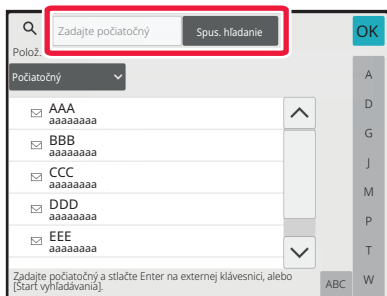 Zadajte počiatočný
Spus. hľadanie
OK
Polož.
Počiatočný
AAA
aaaaaaaa
BBB
aaaaaaaa
CCC
aaaaaaaa
DDD
aaaaaaaa
EEE
aaaaaaaa
A
D
G
J
M
P
T
W
ABC
Zadajte počiatočný a stlačte Enter na externej klávesnici, alebo
[Štart vyhľadávania].